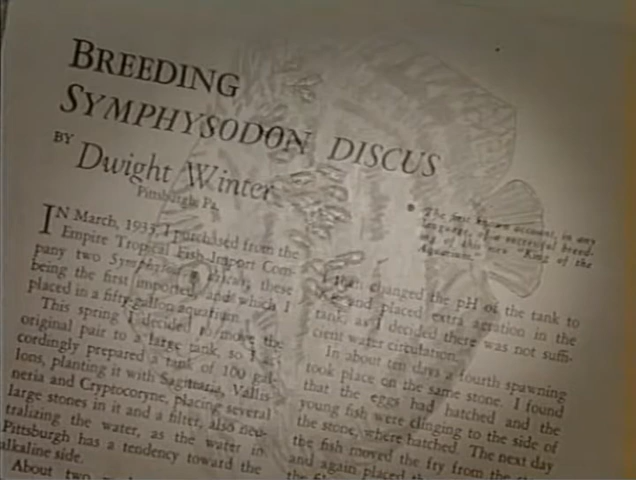 BREEDING
SYMPHYSODON DISCUS
BY
Dwight Winter
Pittsburgh, Pa.
IN March, 1933, I purchased from the
Empire Tropical Fish Import Com-
pany two Symphysodon discus, these
being the first imported, and which I
placed in a fifty-gallon aquarium.
This spring I decided to move the
original pair to a large tank, so I ac-
cordingly prepared a tank of 100 gal-
lons, planting it with Sagittaria, Vallis-
neria and Cryptocoryne, placing several
large stones in it and a filter, also neu-
tralizing the water, as the water in
Pittsburgh has a tendency toward the
alkaline side.
About two
• The first known account, in any
language, of a successful breed-
ing of this rare "King of the
Aquarium."
I then changed the pH of the tank to
and placed extra aeration in the
tank, as I decided there was not suffi-
cient water circulation.
In about ten days a fourth spawning
took place on the same stone. I found
that the eggs had hatched and the
young fish were clinging to the side of
the stone, where hatched. The next day
the fish moved the fry from the
and again placed